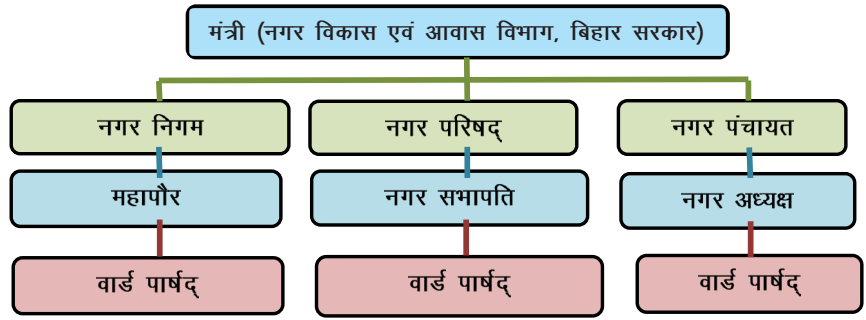 मंत्री (नगर विकास एवं आवास विभाग, बिहार सरकार)
नगर निगम
नगर परिषद्
नगर पंचायत
महापौर
नगर सभापति
नगर अध्यक्ष
वार्ड पार्षद्
वार्ड पार्षद्
वार्ड पार्षद्